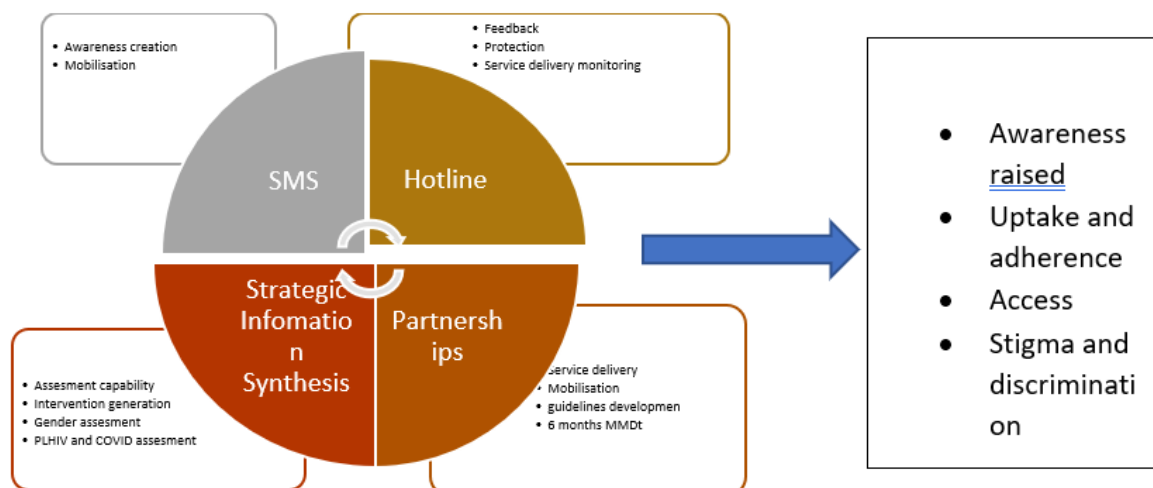 • Awareness creation
• Mobilisation
• Feedback
• Protection
• Service delivery monitoring
SMS
Hotline
Strategic
Infomatio
n
Synthesis
Partnersh
ips
• Assesment capability
• Intervention generation
• Gender assesment
• PLHIV and COVID assesment
Service delivery
• Mobilisation
• guidelines developmen
• 6 months MMDt
• Awareness
raised
• Uptake and
adherence
• Access
• Stigma and
discriminati
on